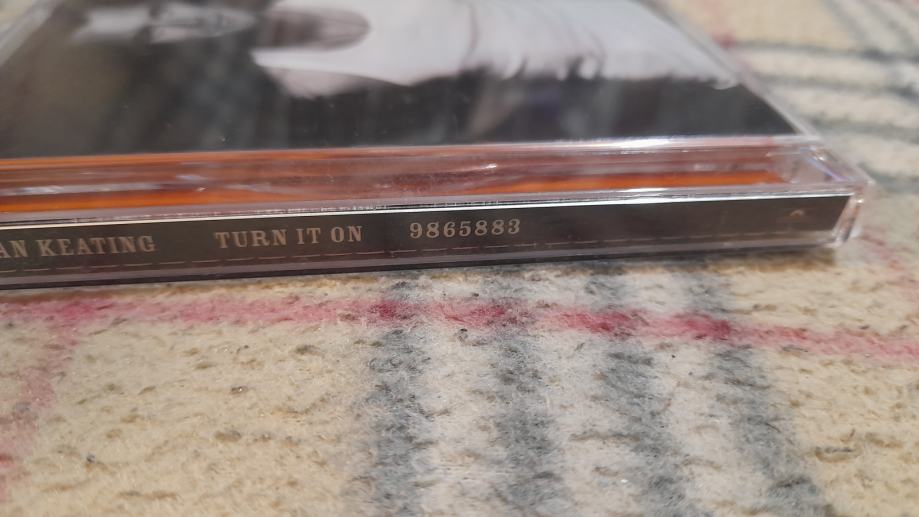 AN KEATING TURN IT ON 9865883